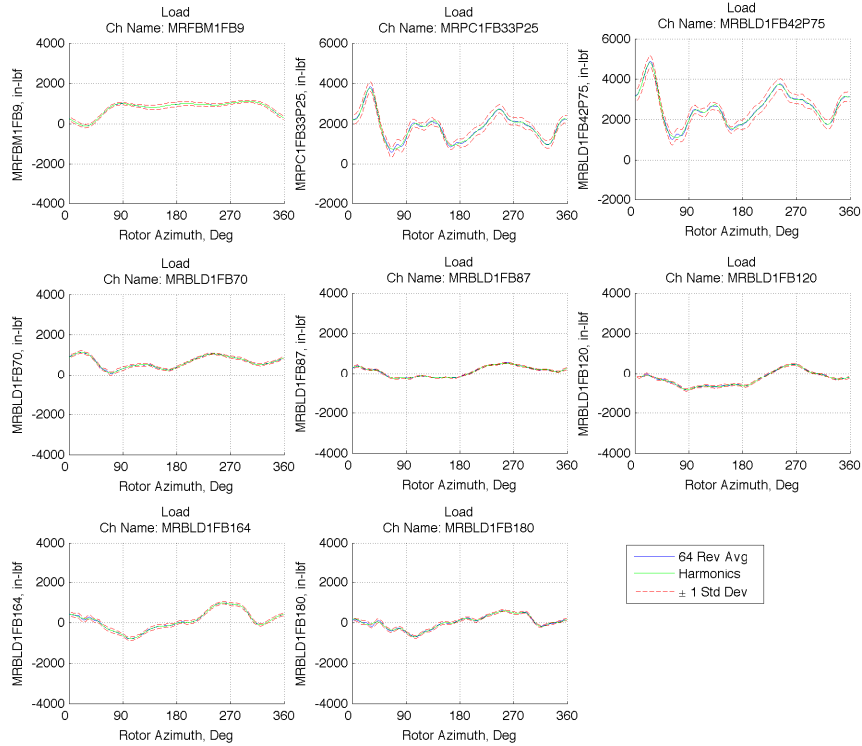 Load
Ch Name: MRFBM1FB9
4000
2000
0
-2000
-4000
MRFBM1FB9, in-lbf
0 90 180 270 360
Rotor Azimuth, Deg
Load
Ch Name: MRPC1FB33P25
6000
4000
2000
0
-2000
MRPC1FB33P25, in-lbf
0 90 180 270 360
Rotor Azimuth, Deg
Load
Ch Name: MRBLD1FB42P75
6000
4000
2000
0
-2000
MRBLD1FB42P75, in-lbf
0 90 180 270 360
Rotor Azimuth, Deg
Load
Ch Name: MRBLD1FB70
4000
2000
0
-2000
-4000
MRBLD1FB70, in-lbf
0 90 180 270 360
Rotor Azimuth, Deg
Load
Ch Name: MRBLD1FB87
4000
2000
0
-2000
-4000
MRBLD1FB87, in-lbf
0 90 180 270 360
Rotor Azimuth, Deg
Load
Ch Name: MRBLD1FB120
4000
2000
0
-2000
-4000
MRBLD1FB120, in-lbf
0 90 180 270 360
Rotor Azimuth, Deg
Load
Ch Name: MRBLD1FB164
4000
2000
0
-2000
-4000
MRBLD1FB164, in-lbf
0 90 180 270 360
Rotor Azimuth, Deg
Load
Ch Name: MRBLD1FB180
4000
2000
0
-2000
-4000
MRBLD1FB180, in-lbf
0 90 180 270 360
Rotor Azimuth, Deg
64 Rev Avg
Harmonics
± 1 Std Dev